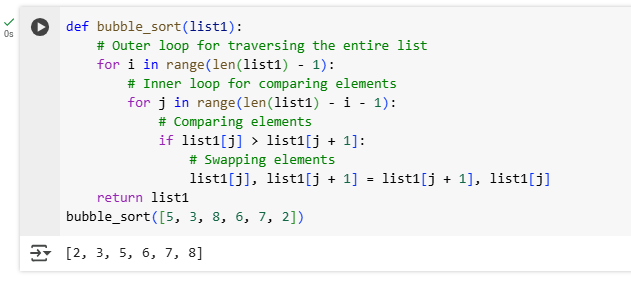 def bubble_sort(list1):
    # Outer loop for traversing the entire list
    for i in range(len(list1) - 1):
        # Inner loop for comparing elements
        for j in range(len(list1) - i - 1):
            # Comparing elements
            if list1[j] > list1[j + 1]:
                # Swapping elements
                list1[j], list1[j + 1] = list1[j + 1], list1[j]
    return list1
bubble_sort([5, 3, 8, 6, 7, 2])
0s
[2, 3, 5, 6, 7, 8]